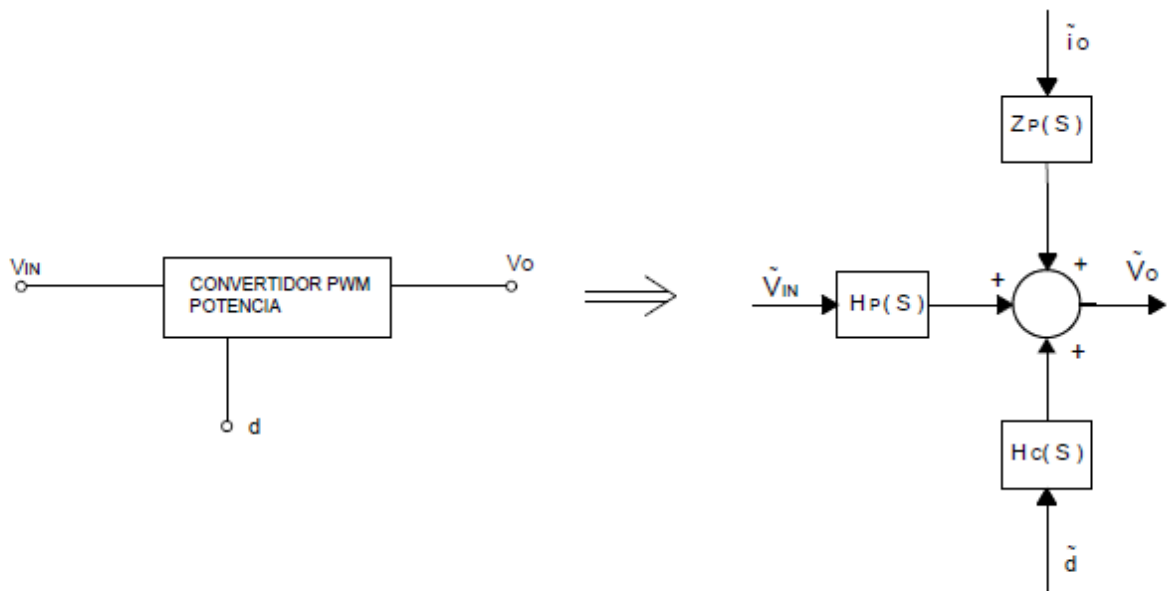 VIN
CONVERTIDOR PWM
POTENCIA
VO
d
ĩo
ZP(S)
ṼIN
HP(S)
+
+
+
ṼO
HC(S)
d̃